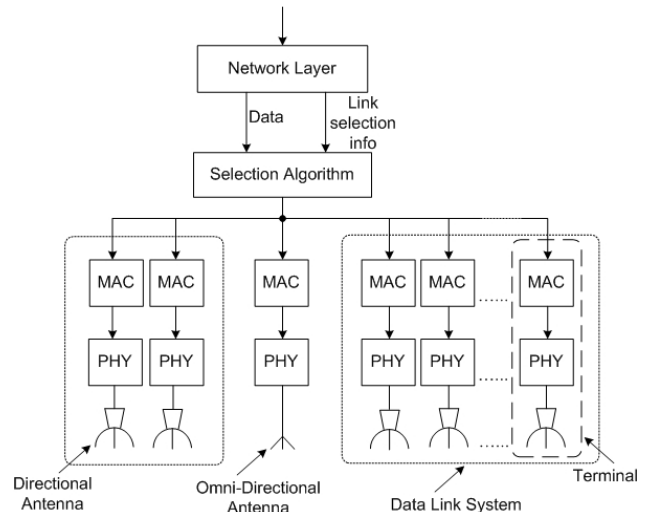 Network Layer
Data
Link
selection
info
Selection Algorithm
MAC MAC MAC MAC MAC MAC
PHY PHY PHY PHY PHY PHY
Directional
Antenna
Omni-Directional
Antenna
Data Link System
Terminal